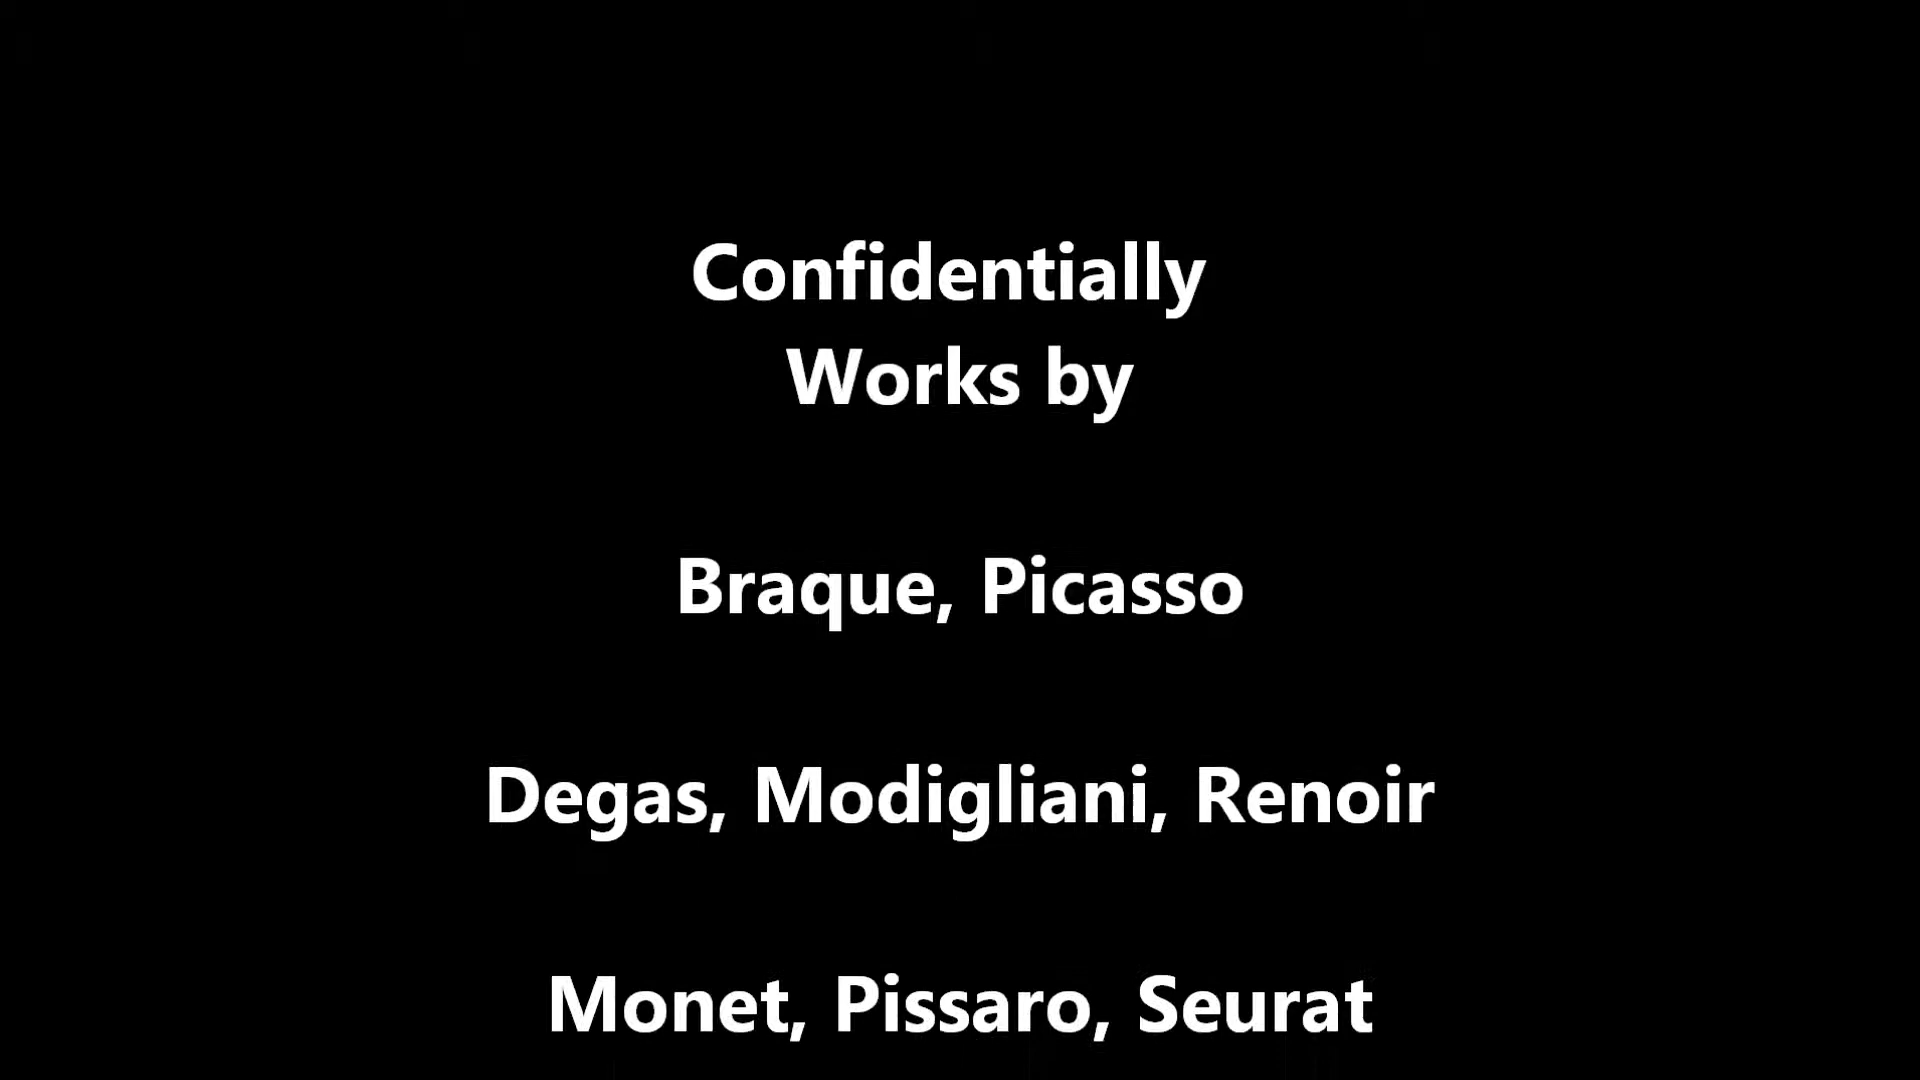 Confidentially
Works by
Braque, Picasso
Degas, Modigliani, Renoir
Monet, Pissaro, Seurat